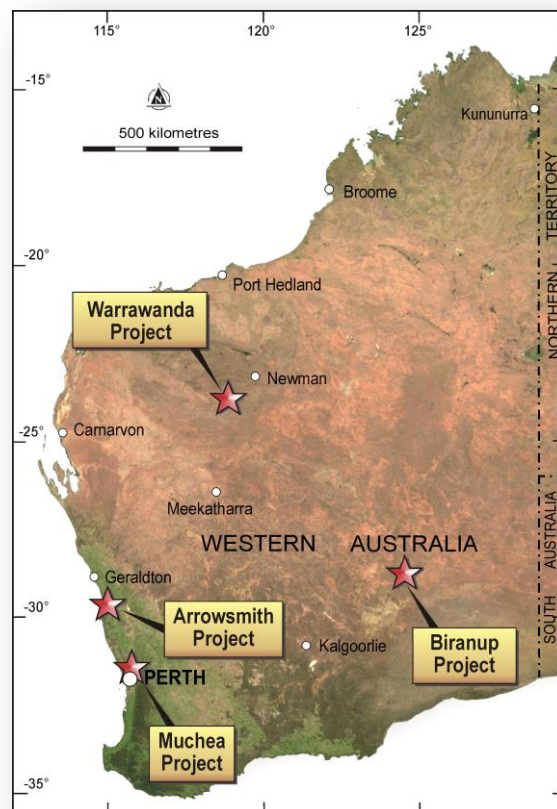 115°
120°
125°
-15°
N
500 kilometres
Kununurra
Broome
-20°
Port Hedland
Warrawanda
Project
Newman
NORTHERN TERRITORY
Carnarvon
-25°
Meekatharra
WESTERN AUSTRALIA
SOUTH AUSTRALIA
Geraldton
-30°
Arrowsmith
Project
Kalgoorlie
Biranup
Project
PERTH
Muchea
Project
-35°